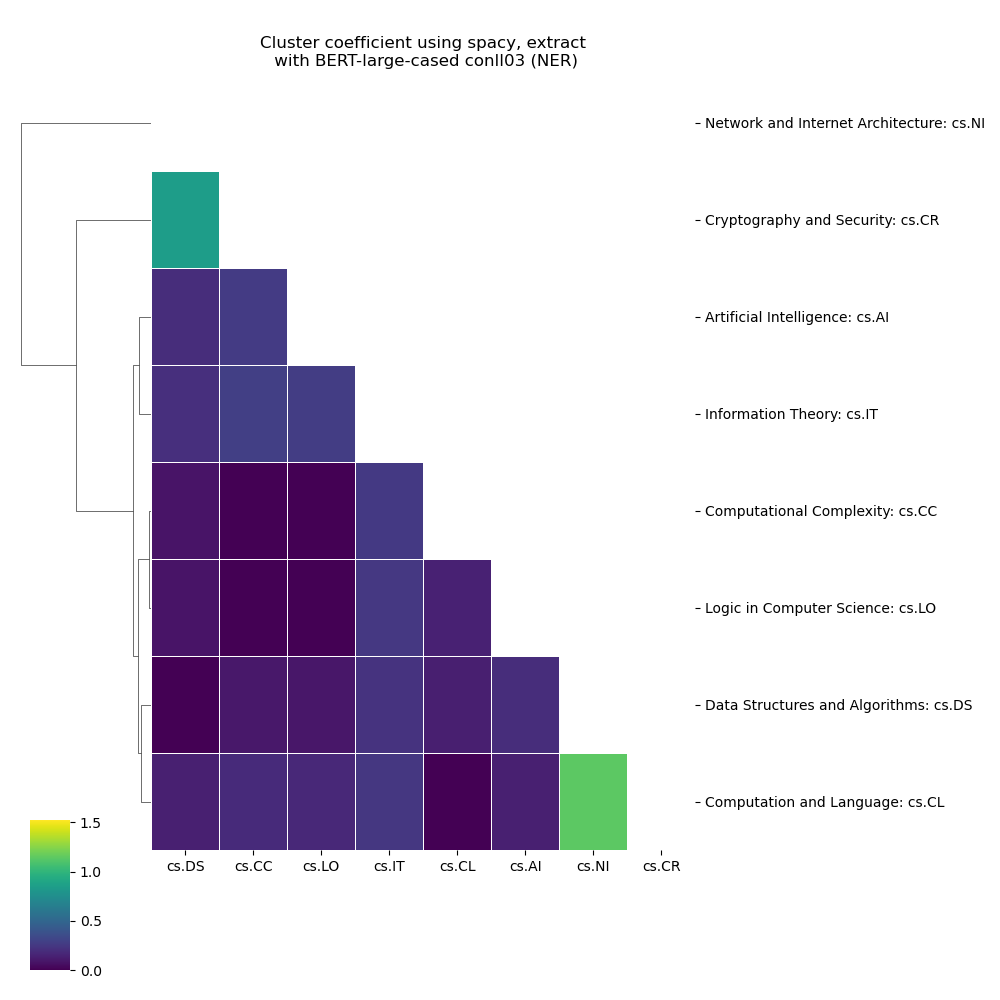 Cluster coefficient using spacy, extract
with BERT-large-cased conll03 (NER)
Network and Internet Architecture: cs.NI
Cryptography and Security: cs.CR
Artificial Intelligence: cs.AI
Information Theory: cs.IT
Computational Complexity: cs.CC
Logic in Computer Science: cs.LO
Data Structures and Algorithms: cs.DS
Computation and Language: cs.CL
1.5
1.0
0.5
0.0
cs.DS cs.CC cs.LO cs.IT cs.CL cs.AI cs.NI cs.CR